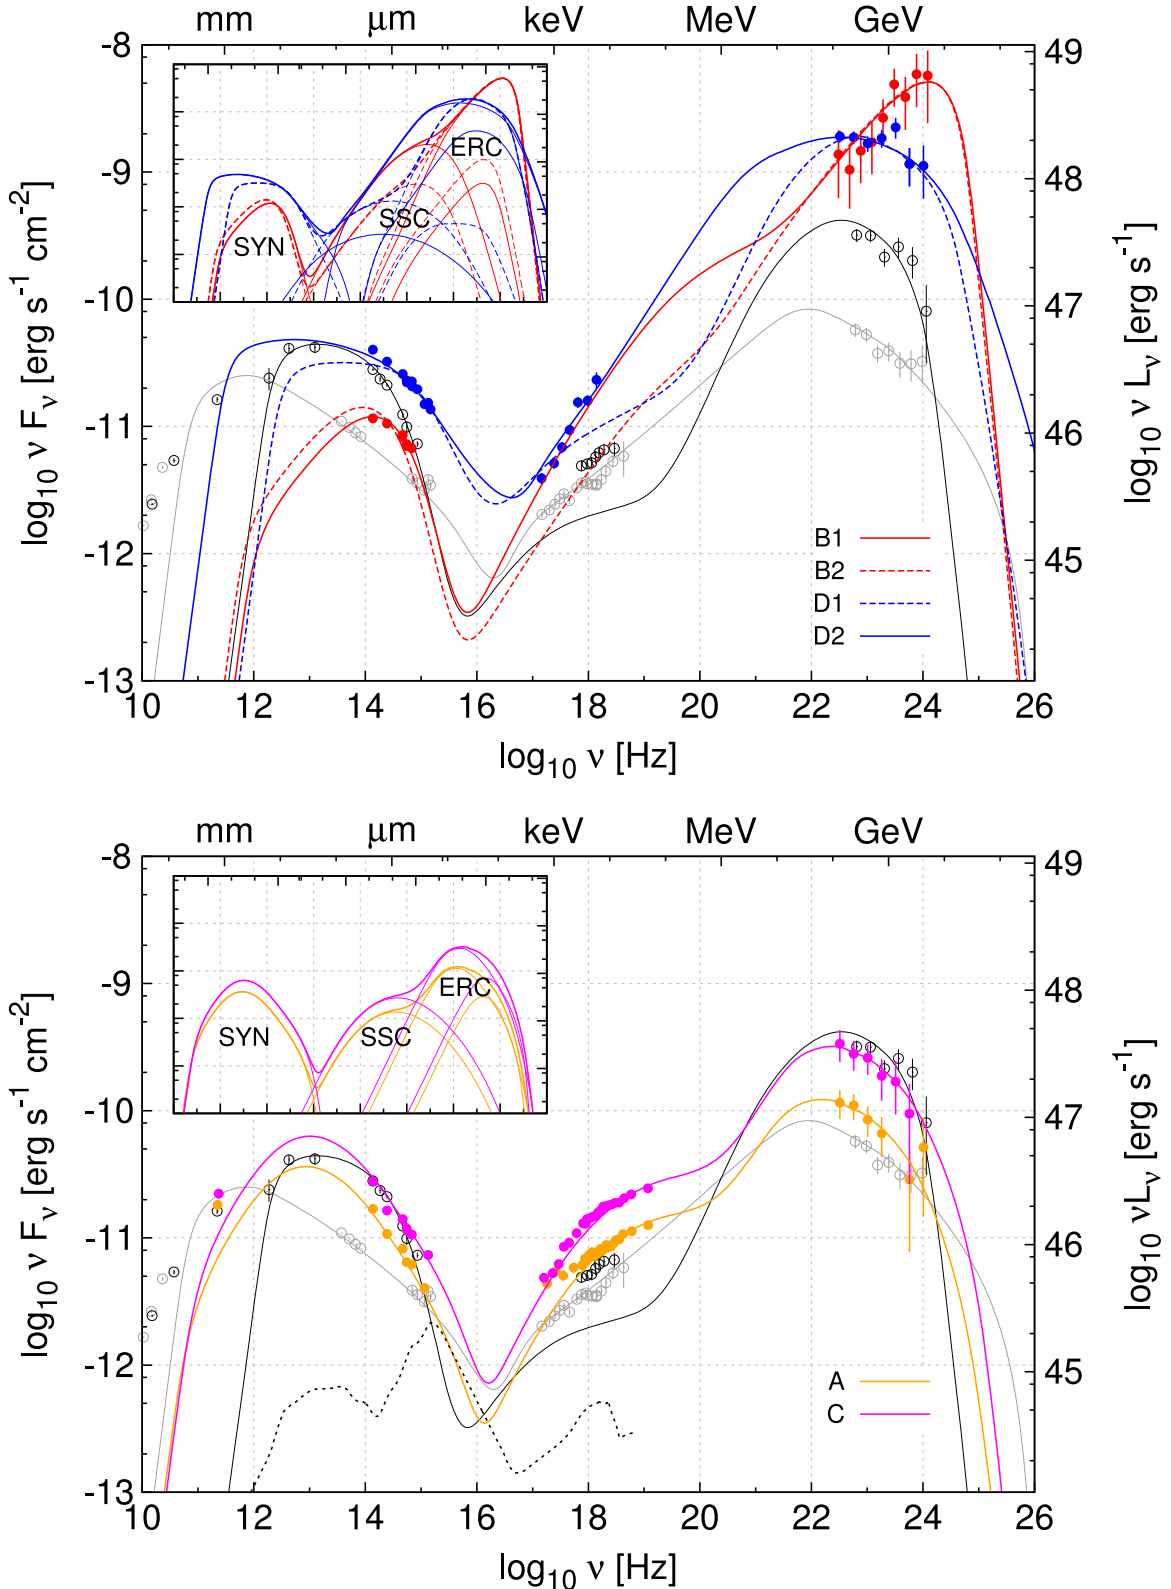 mm μm keV MeV GeV
-8 49
-9 48
-10 47
-11 46
-12 45
-13
ERC
SSC
SYN
B1
B2
D1
D2
log10 ν Fν [erg s-1 cm-2]
log10 ν Lν [erg s-1]
10 12 14 16 18 20 22 24 26
log10 ν [Hz]
mm μm keV MeV GeV
-8 49
-9 48
-10 47
-11 46
-12 45
-13
ERC
SYN SSC
A
C
log10 ν Fν [erg s-1 cm-2]
log10 νLν [erg s-1]
10 12 14 16 18 20 22 24 26
log10 ν [Hz]